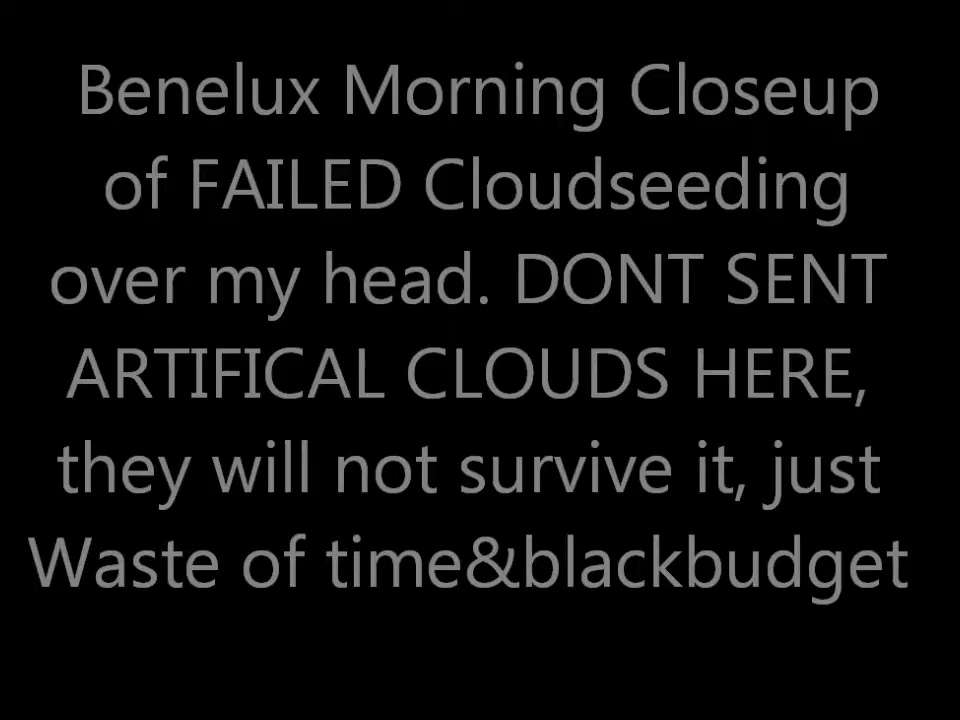 Benelux Morning Closeup
of FAILED Cloudseeding
over my head. DONT SENT
ARTIFICAL CLOUDS HERE,
they will not survive it, just
Waste of time&blackbudget